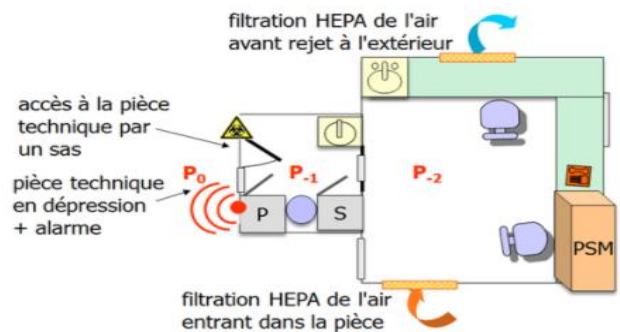 filtration HEPA de l'air
avant rejet à l'extérieur
accès à la pièce
technique par
un sas
P0
P-1
P-2
pièce technique
en dépression
+ alarme
P
S
PSM
filtration HEPA de l'air
entrant dans la pièce